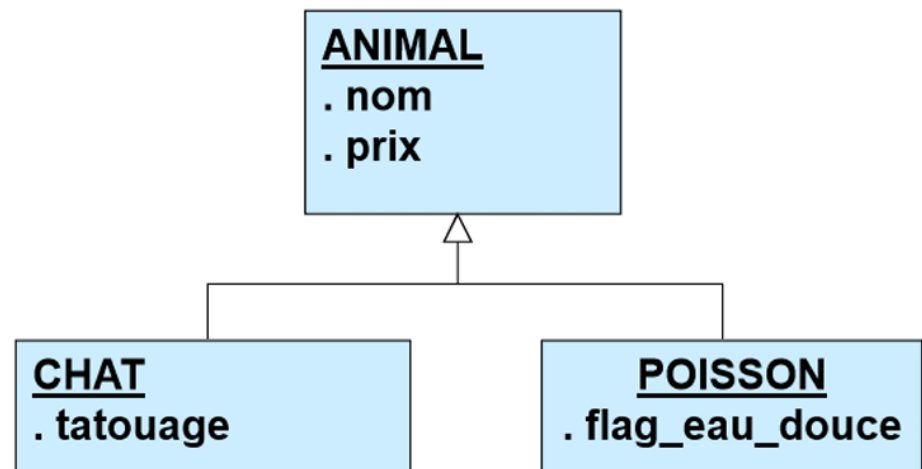 ANIMAL
. nom
. prix
CHAT
. tatouage
POISSON
. flag_eau_douce